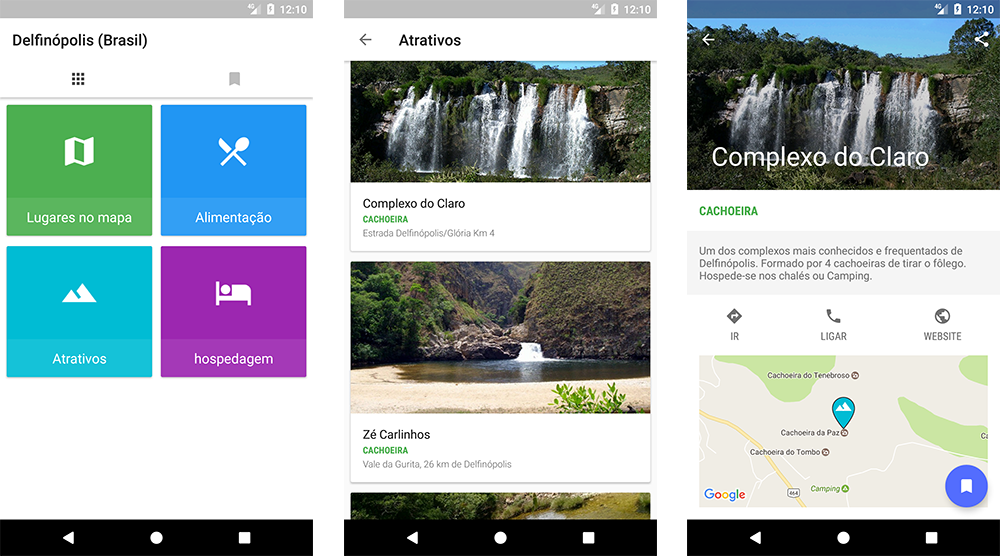 4G 12:10
Delfinópolis (Brasil)
Lugares no mapa
Alimentação
Atrativos
hospedagem
4G 12:10
Atrativos
Complexo do Claro
CACHOEIRA
Estrada Delfinópolis/Glória Km 4
Zé Carlinhos
CACHOEIRA
Vale da Gurita, 26 km de Delfinópolis
4G 12:10
Complexo do Claro
CACHOEIRA
Um dos complexos mais conhecidos e frequentados de
Delfinópolis. Formado por 4 cachoeiras de tirar o fôlego.
Hospede-se nos chalés ou Camping.
IR
LIGAR
WEBSITE
Cachoeira do Tenebroso
Cachoeira da Paz
Cachoeira do Tombo
464
Camping
Google